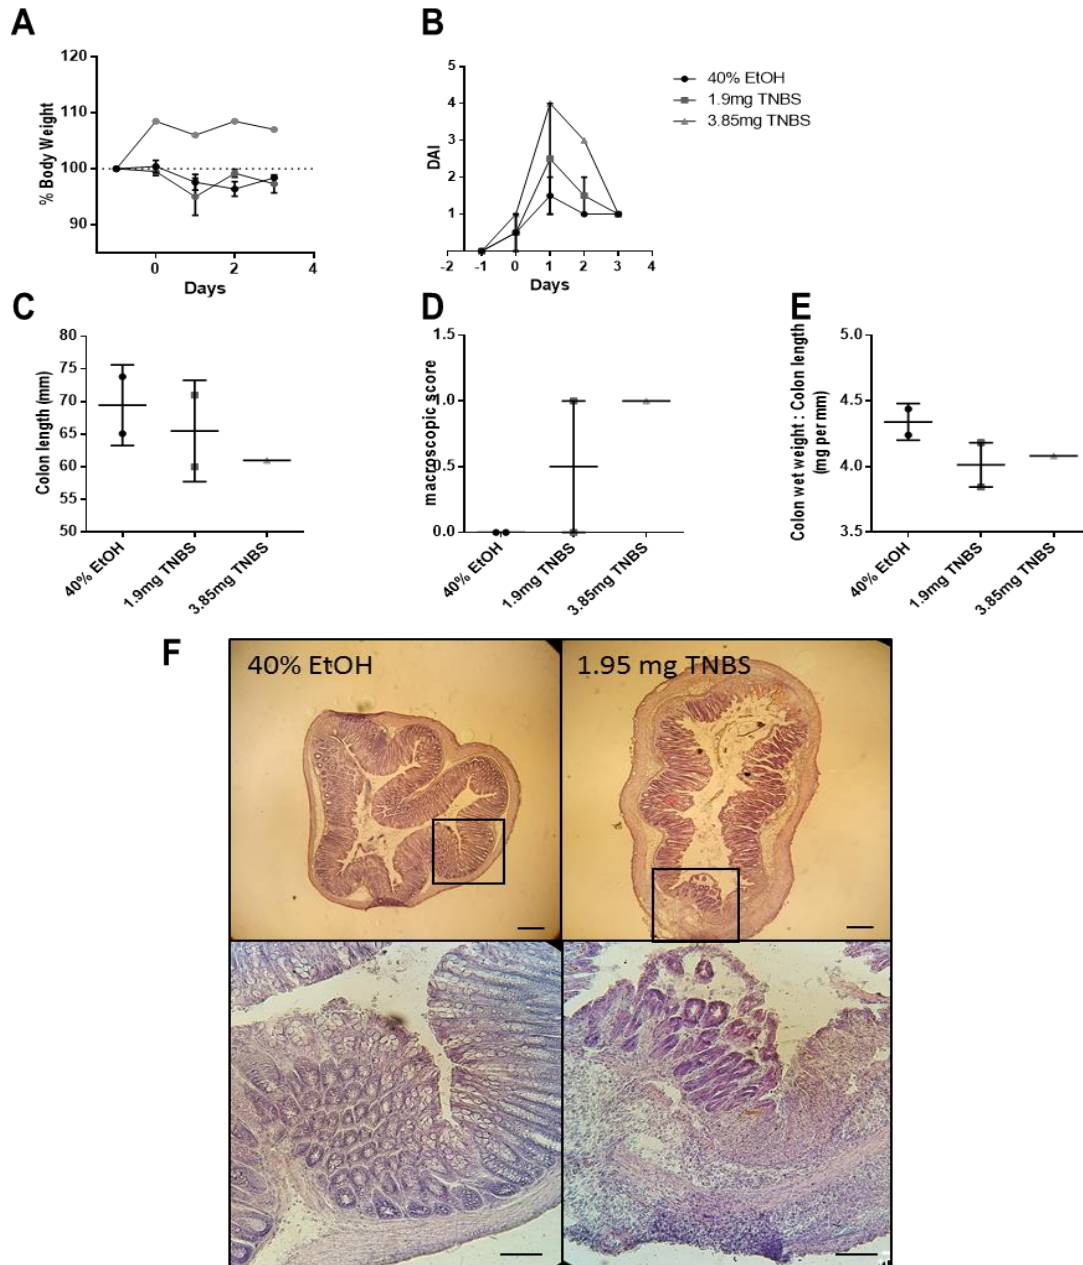 A
120
110
100
90
% Body Weight
0
2
4
Days
B
5
4
3
2
1
DAI
-2
-1
0
1
2
3
4
Days
40% EtOH
1.9mg TNBS
3.85mg TNBS
C
80
75
70
65
60
55
50
Colon length (mm)
40% EtOH
1.9mg TNBS
3.85mg TNBS
D
1.5
1.0
0.5
0.0
macroscopic score
40% EtOH
1.9mg TNBS
3.85mg TNBS
E
5.0
4.5
4.0
3.5
Colon wet weight : Colon length
(mg per mm)
40% EtOH
1.9mg TNBS
3.85mg TNBS
F
40% EtOH
1.95 mg TNBS